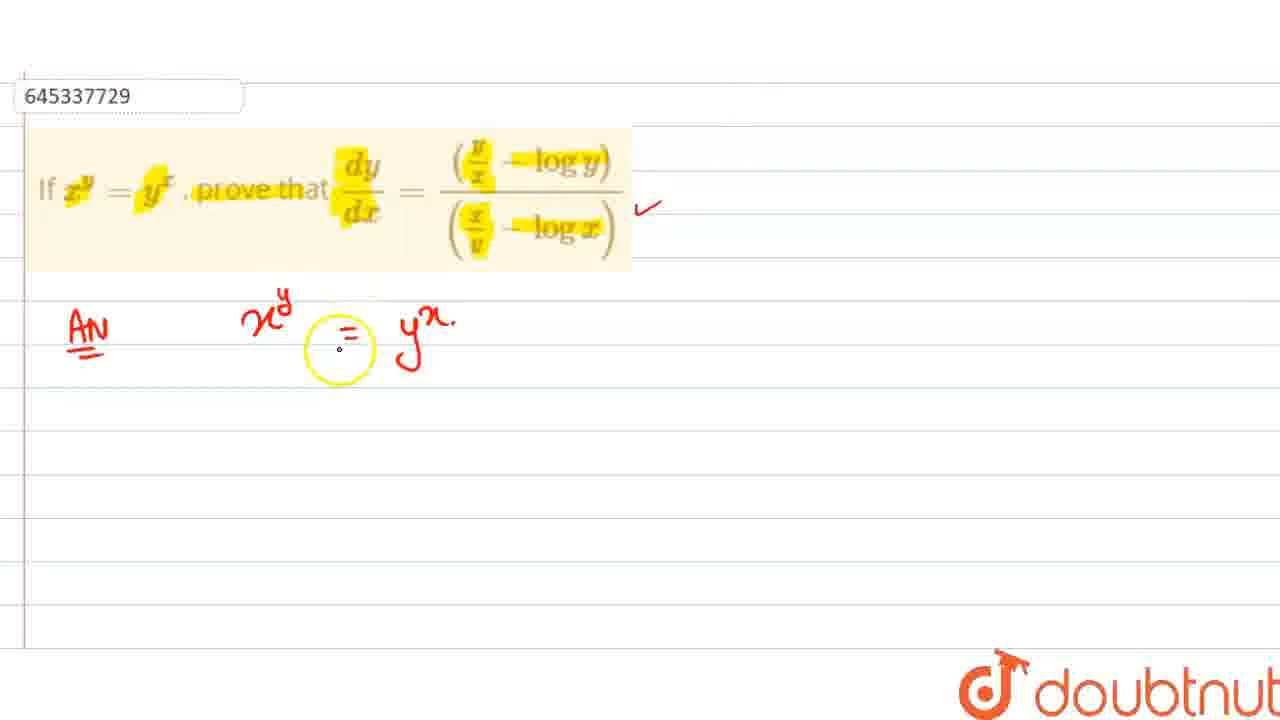 645337729
If x^y = y^x , prove that dy/dx = (y/x − log y) / (x/y − log x)
AN x^y = y^x.
doubtnut